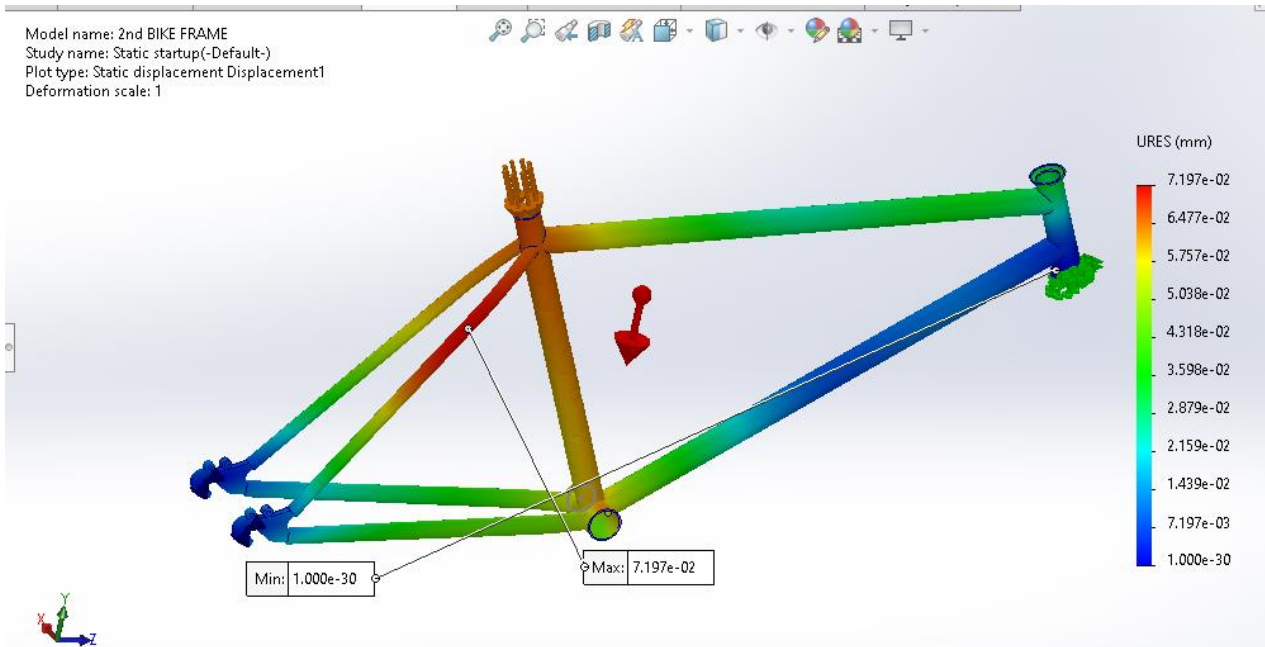 Model name: 2nd BIKE FRAME
Study name: Static startup(-Default-)
Plot type: Static displacement Displacement1
Deformation scale: 1
URES (mm)
7.197e-02
6.477e-02
5.757e-02
5.038e-02
4.318e-02
3.598e-02
2.879e-02
2.159e-02
1.439e-02
7.197e-03
1.000e-30
Min: 1.000e-30
Max: 7.197e-02
Y
X
Z